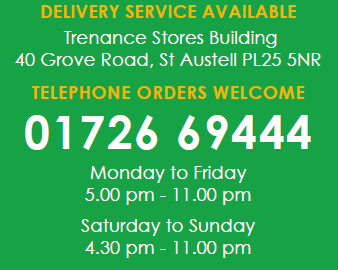 DELIVERY SERVICE AVAILABLE
Trenance Stores Building
40 Grove Road, St Austell PL25 5NR
TELEPHONE ORDERS WELCOME
01726 69444
Monday to Friday
5.00 pm - 11.00 pm
Saturday to Sunday
4.30 pm - 11.00 pm